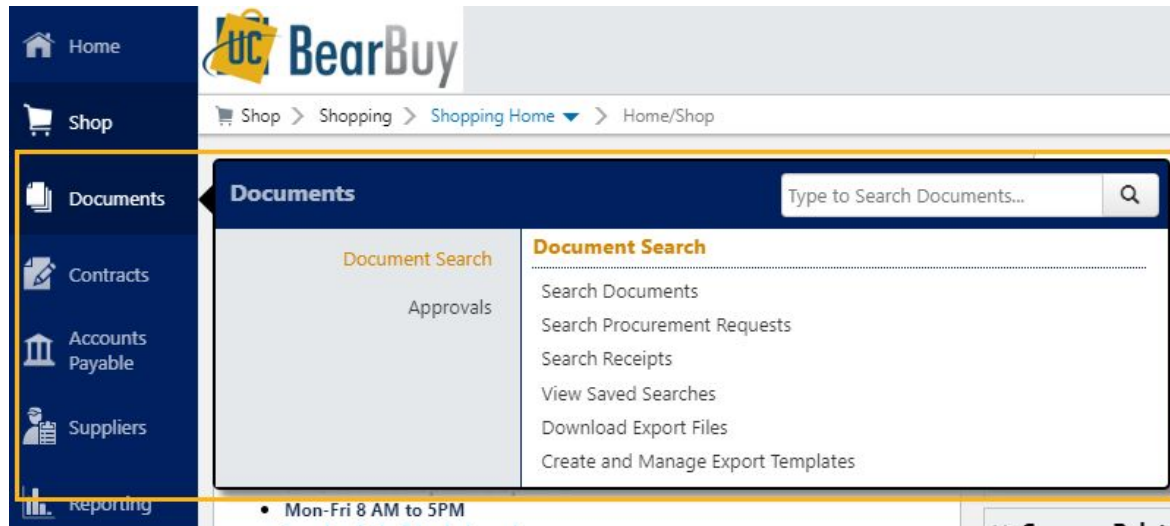 Home
UC BearBuy
Shop
Shop > Shopping > Shopping Home > Home/Shop
Documents
Documents
Type to Search Documents...
Document Search
Approvals
Document Search
Search Documents
Search Procurement Requests
Search Receipts
View Saved Searches
Download Export Files
Create and Manage Export Templates
Contracts
Accounts
Payable
Suppliers
Reporting
• Mon-Fri 8 AM to 5PM